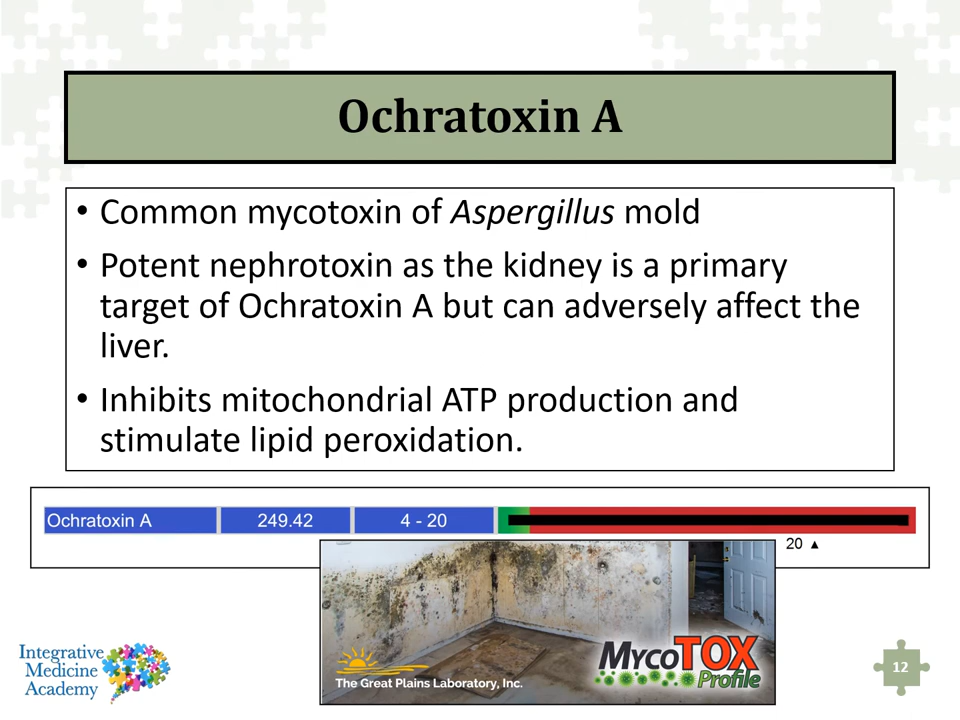 Ochratoxin A
• Common mycotoxin of Aspergillus mold
• Potent nephrotoxin as the kidney is a primary
target of Ochratoxin A but can adversely affect the
liver.
• Inhibits mitochondrial ATP production and
stimulate lipid peroxidation.
Ochratoxin A 249.42 4 - 20
20 ▲
Integrative
Medicine
Academy
The Great Plains Laboratory, Inc.
MycoTOX
Profile
12